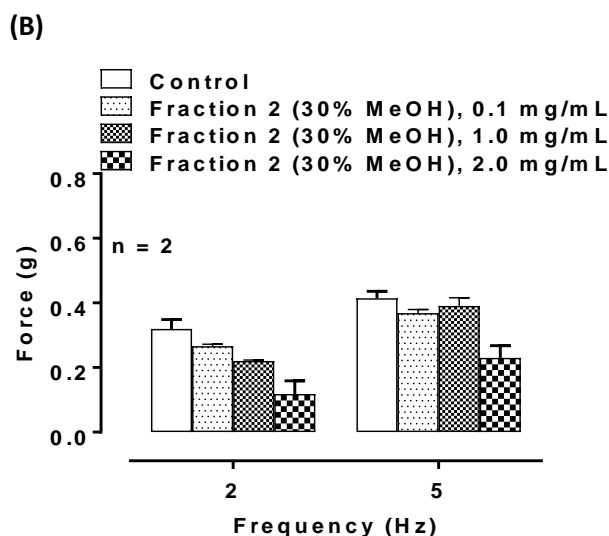 (B)
Control
Fraction 2 (30% MeOH), 0.1 mg/mL
Fraction 2 (30% MeOH), 1.0 mg/mL
Fraction 2 (30% MeOH), 2.0 mg/mL
0.8
0.6
n = 2
0.4
0.2
0.0
Force (g)
2 5
Frequency (Hz)